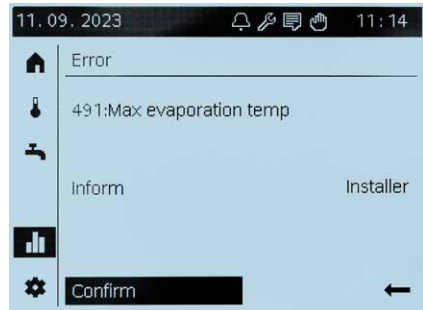 11.09.2023 11:14
Error
491:Max evaporation temp
Inform Installer
Confirm